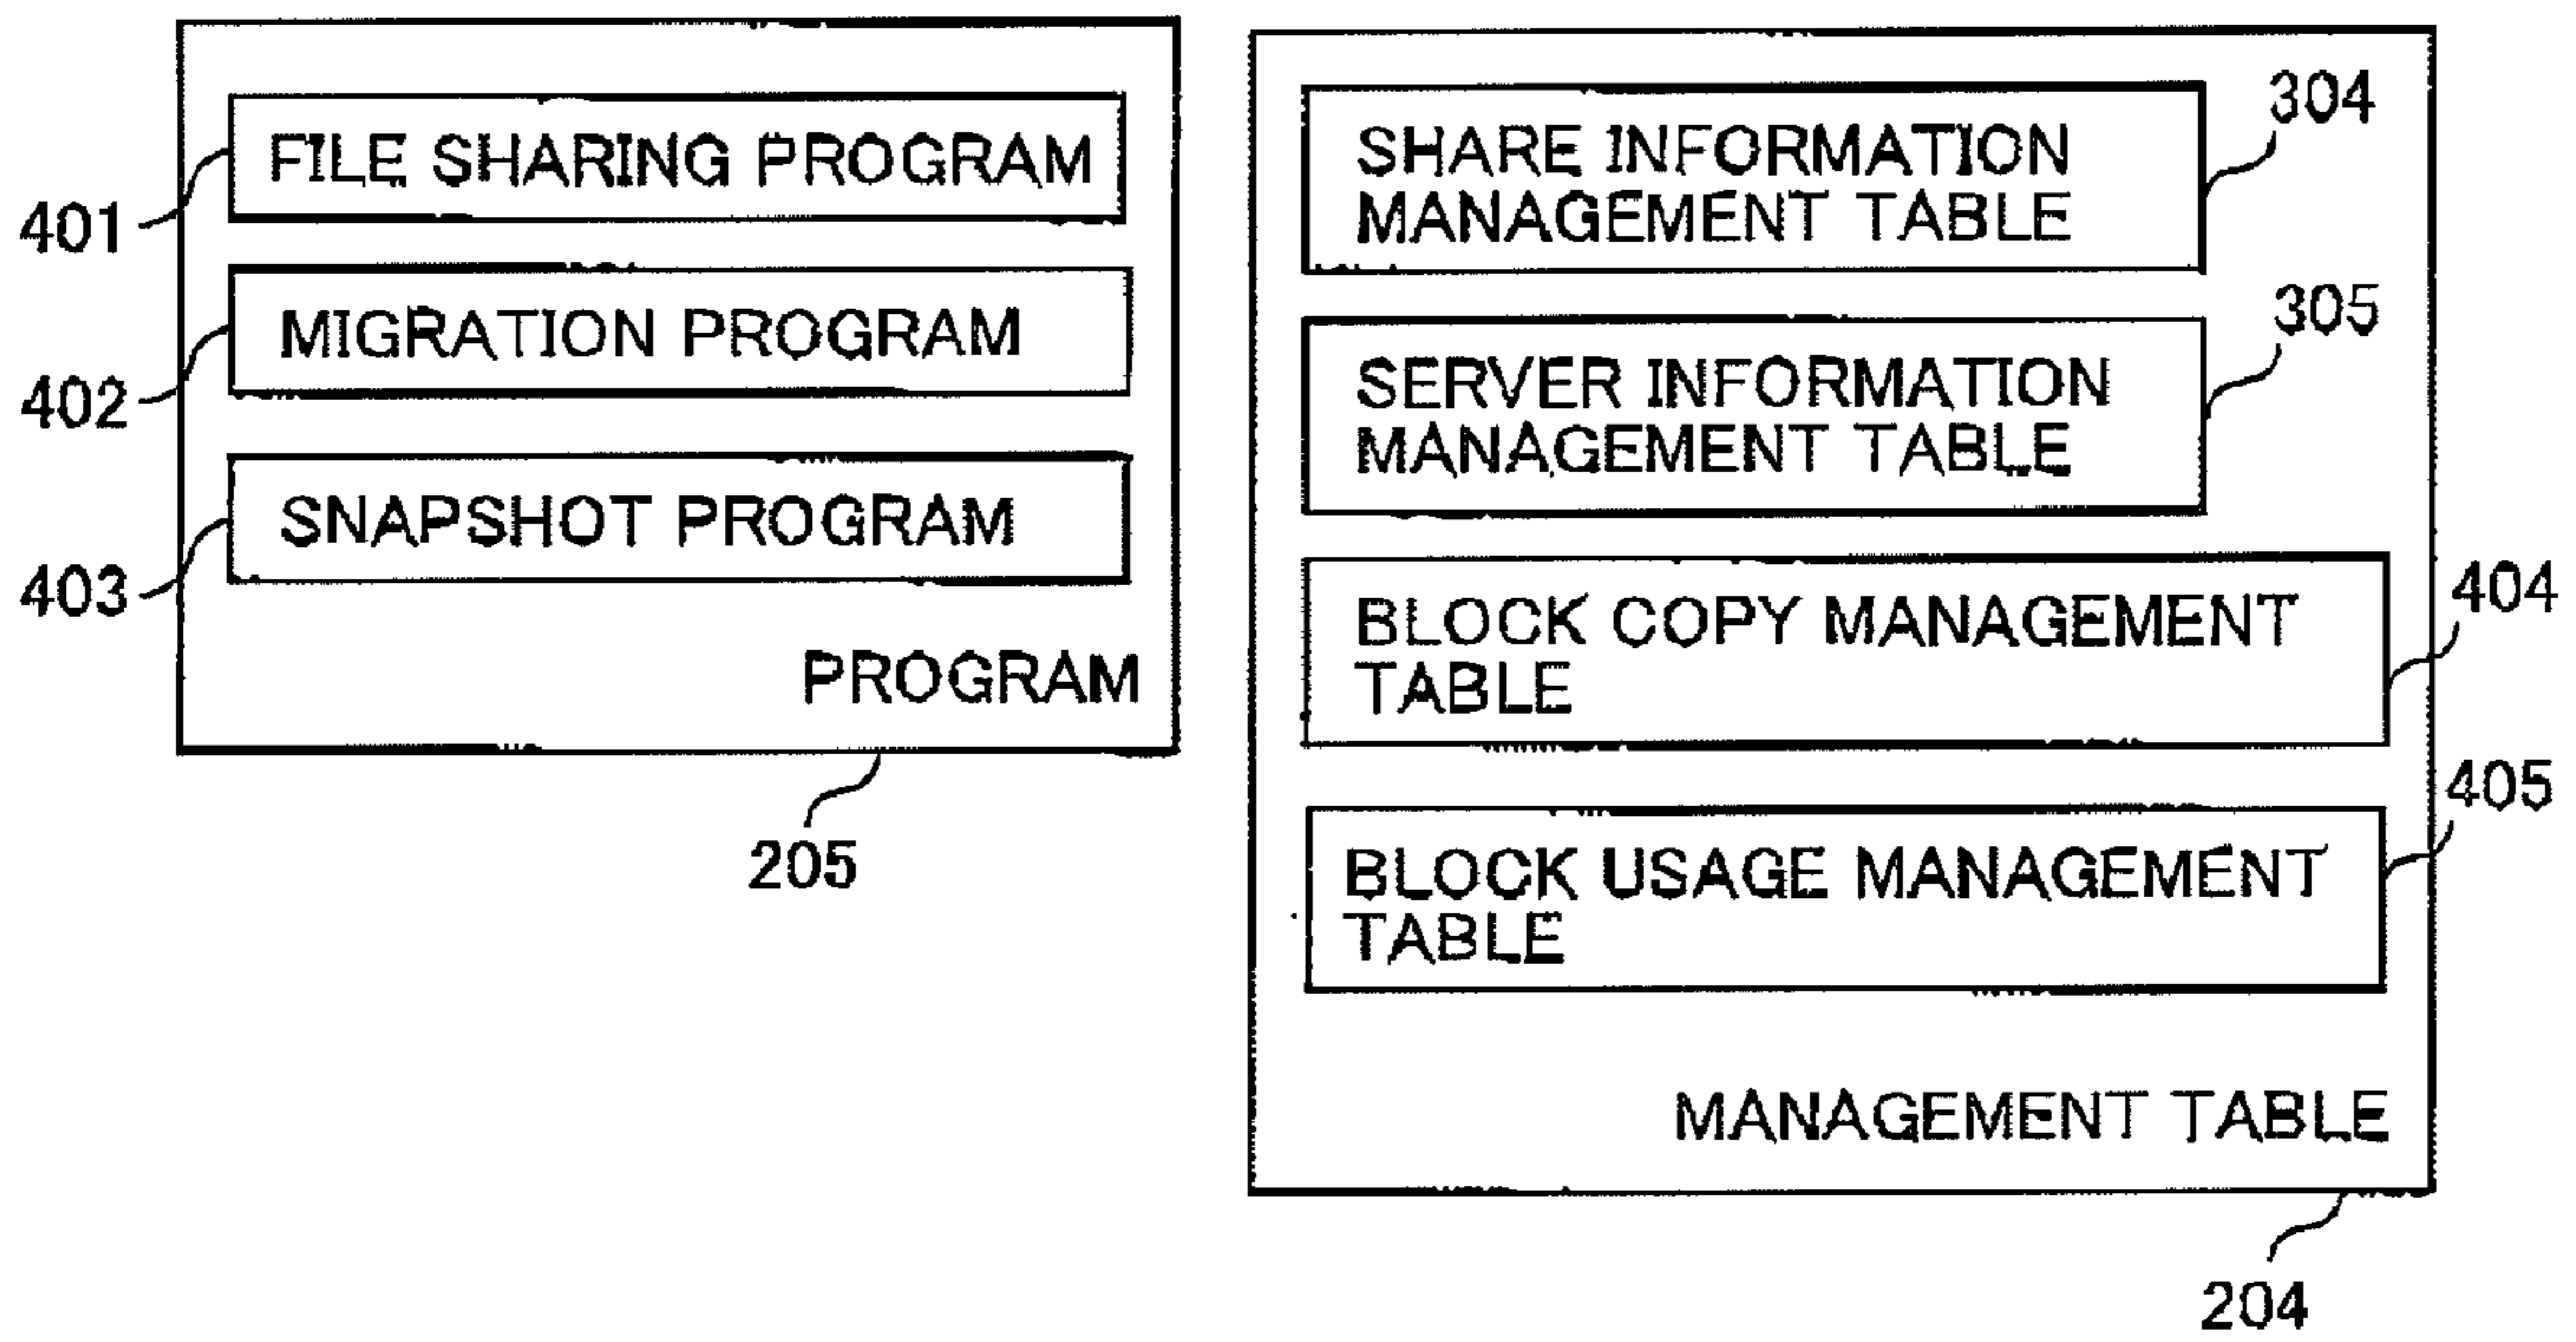 FILE SHARING PROGRAM
401
MIGRATION PROGRAM
402
SNAPSHOT PROGRAM
403
PROGRAM
205
SHARE INFORMATION
MANAGEMENT TABLE
304
SERVER INFORMATION
MANAGEMENT TABLE
305
BLOCK COPY MANAGEMENT
TABLE
404
BLOCK USAGE MANAGEMENT
TABLE
405
MANAGEMENT TABLE
204